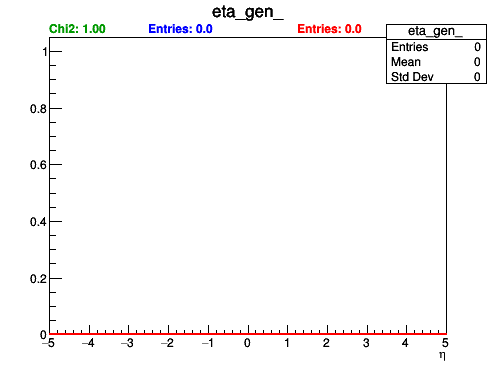 eta_gen_
Chi2: 1.00 Entries: 0.0 Entries: 0.0
eta_gen_
Entries 0
Mean 0
Std Dev 0
1
0.8
0.6
0.4
0.2
0
−5 −4 −3 −2 −1 0 1 2 3 4 5
η